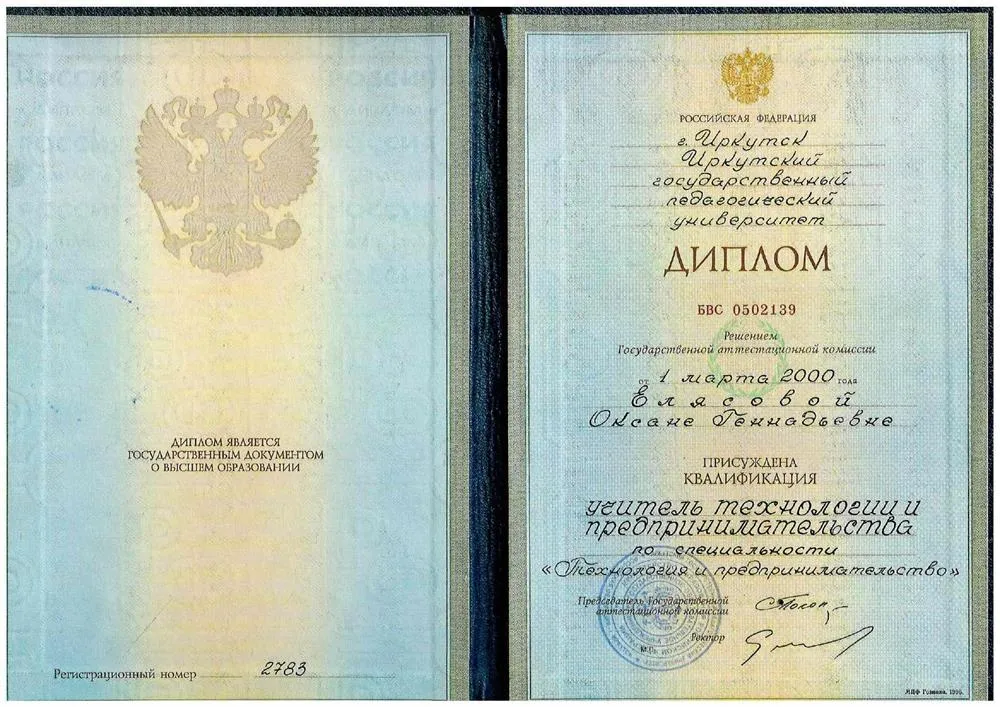 ДИПЛОМ ЯВЛЯЕТСЯ
ГОСУДАРСТВЕННЫМ ДОКУМЕНТОМ
О ВЫСШЕМ ОБРАЗОВАНИИ
Регистрационный номер 2783
РОССИЙСКАЯ ФЕДЕРАЦИЯ
г. Иркутск
Иркутский
государственный
педагогический
университет
ДИПЛОМ
БВС 0502139
Решением
Государственной аттестационной комиссии
от 1 марта 2000 года
Елясовой
Оксане Геннадьевне
ПРИСУЖДЕНА
КВАЛИФИКАЦИЯ
учитель технологии и
предпринимательства
по специальности
«Технология и предпринимательство»
Председатель Государственной
аттестационной комиссии
Ректор
М.П.